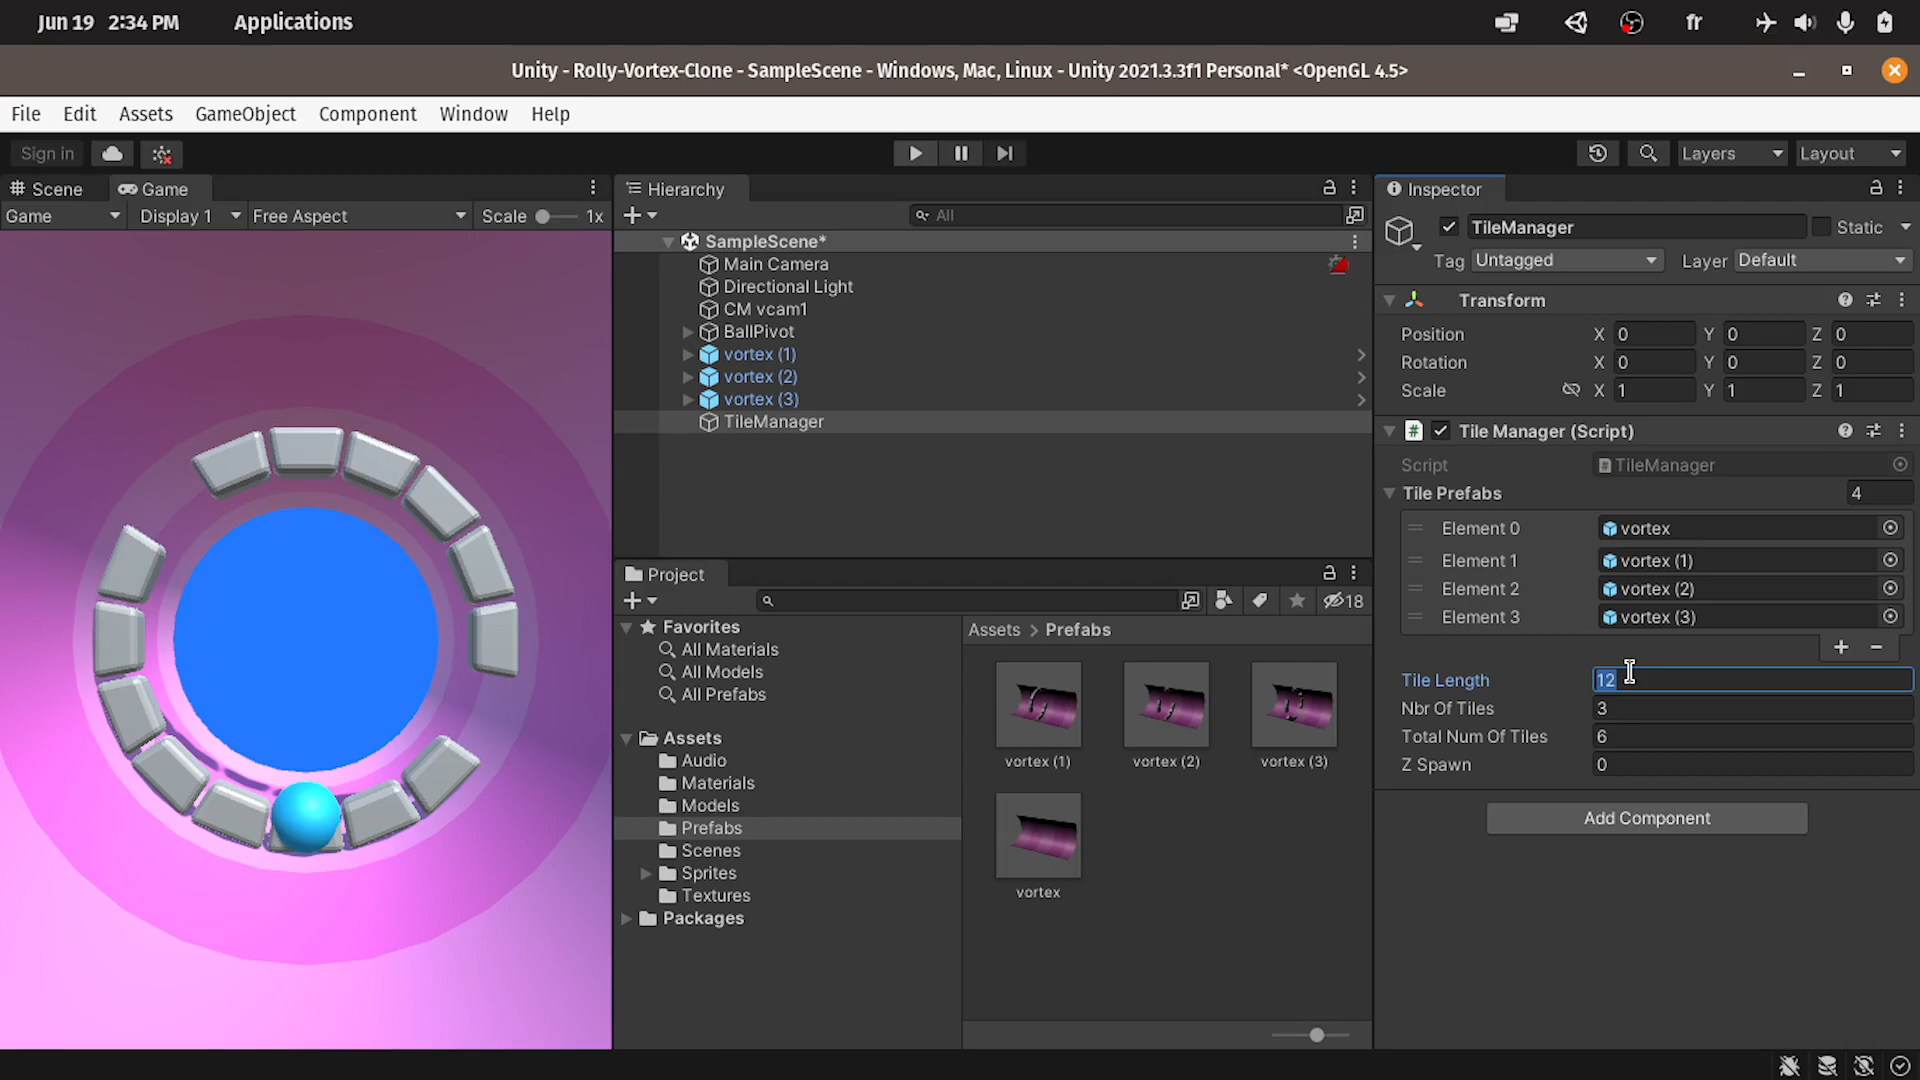 Jun 19 2:34 PM Applications fr
Unity - Rolly-Vortex-Clone - SampleScene - Windows, Mac, Linux - Unity 2021.3.3f1 Personal* <OpenGL 4.5>
File Edit Assets GameObject Component Window Help
Sign in Layers Layout
Scene Game
Game Display 1 Free Aspect Scale 1x
Hierarchy
All
SampleScene*
Main Camera
Directional Light
CM vcam1
BallPivot
vortex (1)
vortex (2)
vortex (3)
TileManager
Project
18
Favorites
All Materials
All Models
All Prefabs
Assets
Audio
Materials
Models
Prefabs
Scenes
Sprites
Textures
Packages
Assets > Prefabs
vortex (1) vortex (2) vortex (3)
vortex
Inspector
TileManager Static
Tag Untagged Layer Default
Transform
Position X 0 Y 0 Z 0
Rotation X 0 Y 0 Z 0
Scale X 1 Y 1 Z 1
# Tile Manager (Script)
Script TileManager
Tile Prefabs 4
Element 0 vortex
Element 1 vortex (1)
Element 2 vortex (2)
Element 3 vortex (3)
+ -
Tile Length 12
Nbr Of Tiles 3
Total Num Of Tiles 6
Z Spawn 0
Add Component